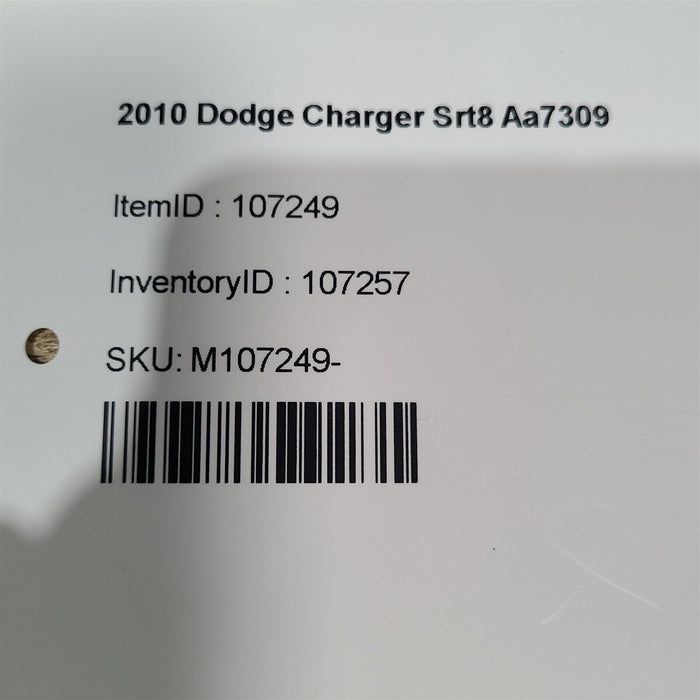 2010 Dodge Charger Srt8 Aa7309
ItemID : 107249
InventoryID : 107257
SKU: M107249-